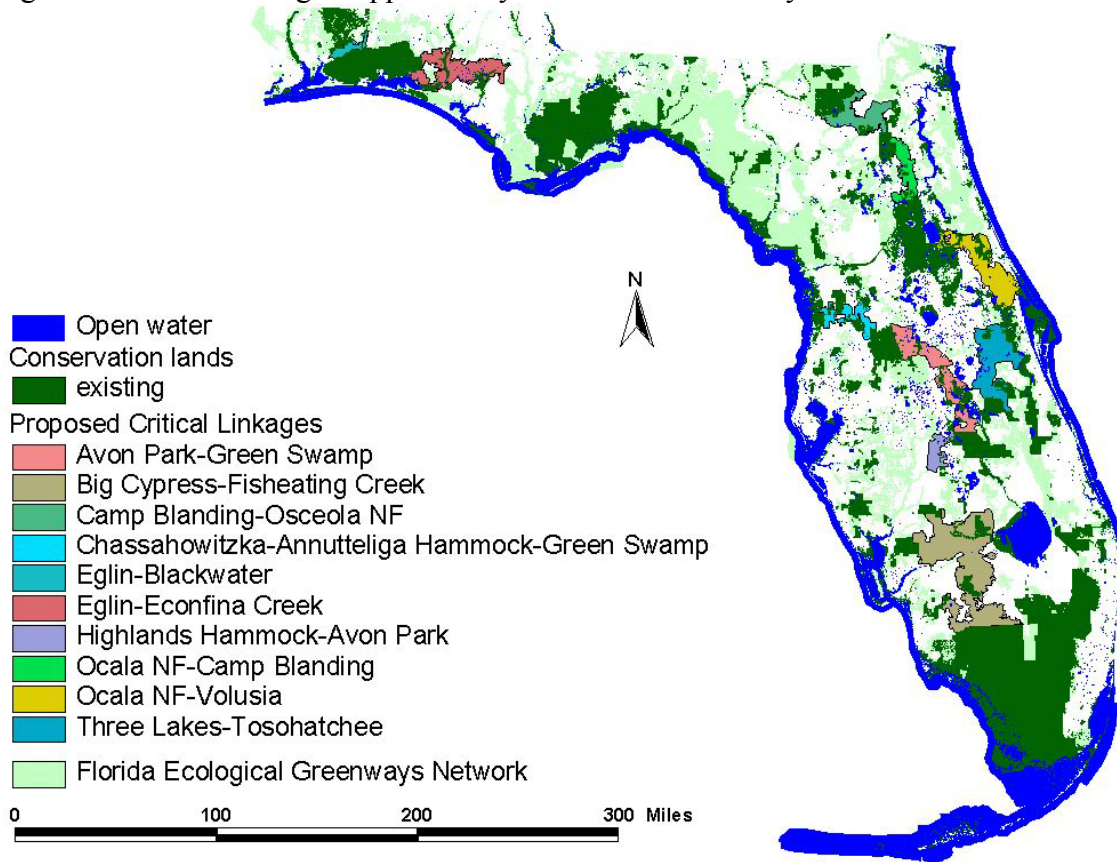 N
Open water
Conservation lands
existing
Proposed Critical Linkages
Avon Park-Green Swamp
Big Cypress-Fisheating Creek
Camp Blanding-Osceola NF
Chassahowitzka-Annutteliga Hammock-Green Swamp
Eglin-Blackwater
Eglin-Econfina Creek
Highlands Hammock-Avon Park
Ocala NF-Camp Blanding
Ocala NF-Volusia
Three Lakes-Tosohatchee
Florida Ecological Greenways Network
0 100 200 300 Miles